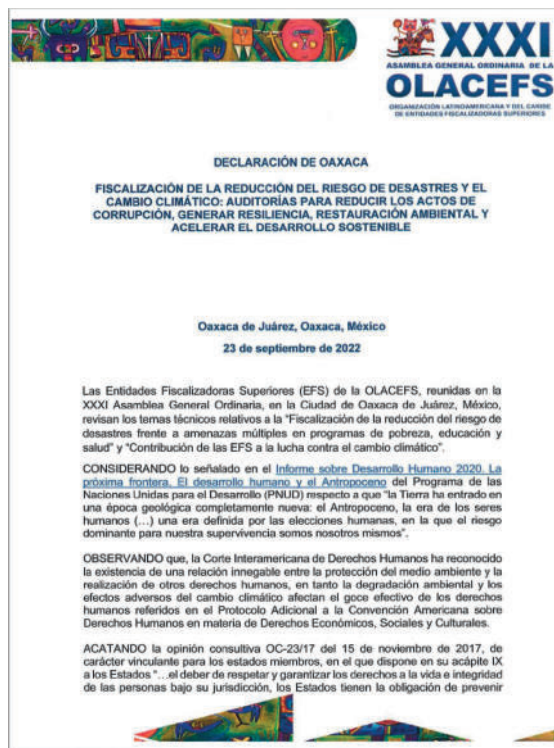 XXXI
ASAMBLEA GENERAL ORDINARIA DE LA
OLACEFS
ORGANIZACIÓN LATINOAMERICANA Y DEL CARIBE
DE ENTIDADES FISCALIZADORAS SUPERIORES
DECLARACIÓN DE OAXACA
FISCALIZACIÓN DE LA REDUCCIÓN DEL RIESGO DE DESASTRES Y EL
CAMBIO CLIMÁTICO: AUDITORÍAS PARA REDUCIR LOS ACTOS DE
CORRUPCIÓN, GENERAR RESILIENCIA, RESTAURACIÓN AMBIENTAL Y
ACELERAR EL DESARROLLO SOSTENIBLE
Oaxaca de Juárez, Oaxaca, México
23 de septiembre de 2022
Las Entidades Fiscalizadoras Superiores (EFS) de la OLACEFS, reunidas en la
XXXI Asamblea General Ordinaria, en la Ciudad de Oaxaca de Juárez, México,
revisan los temas técnicos relativos a la “Fiscalización de la reducción del riesgo de
desastres frente a amenazas múltiples en programas de pobreza, educación y
salud” y “Contribución de las EFS a la lucha contra el cambio climático”.
CONSIDERANDO lo señalado en el Informe sobre Desarrollo Humano 2020. La
próxima frontera. El desarrollo humano y el Antropoceno del Programa de las
Naciones Unidas para el Desarrollo (PNUD) respecto a que “la Tierra ha entrado en
una época geológica completamente nueva: el Antropoceno, la era de los seres
humanos (…) una era definida por las elecciones humanas, en la que el riesgo
dominante para nuestra supervivencia somos nosotros mismos”.
OBSERVANDO que, la Corte Interamericana de Derechos Humanos ha reconocido
la existencia de una relación innegable entre la protección del medio ambiente y la
realización de otros derechos humanos, en tanto la degradación ambiental y los
efectos adversos del cambio climático afectan el goce efectivo de los derechos
humanos referidos en el Protocolo Adicional a la Convención Americana sobre
Derechos Humanos en materia de Derechos Económicos, Sociales y Culturales.
ACATANDO la opinión consultiva OC-23/17 del 15 de noviembre de 2017, de
carácter vinculante para los estados miembros, en el que dispone en su acápite IX
a los Estados “…el deber de respetar y garantizar los derechos a la vida e integridad
de las personas bajo su jurisdicción, los Estados tienen la obligación de prevenir